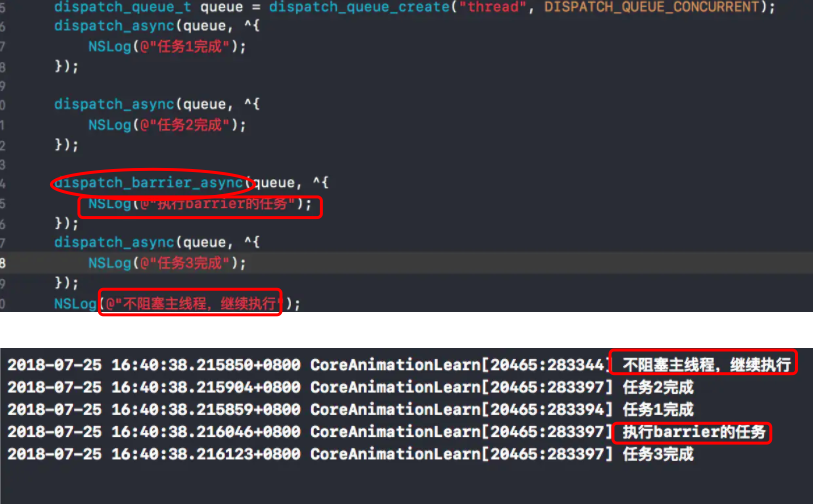 5 dispatch_queue_t queue = dispatch_queue_create("thread", DISPATCH_QUEUE_CONCURRENT);
6 dispatch_async(queue, ^{
7 NSLog(@"任务1完成");
8 });
9
0 dispatch_async(queue, ^{
1 NSLog(@"任务2完成");
2 });
3
4 dispatch_barrier_async(queue, ^{
5 NSLog(@"执行barrier的任务");
6 });
7 dispatch_async(queue, ^{
8 NSLog(@"任务3完成");
9 });
0 NSLog(@"不阻塞主线程，继续执行");
2018-07-25 16:40:38.215850+0800 CoreAnimationLearn[20465:283344] 不阻塞主线程，继续执行
2018-07-25 16:40:38.215904+0800 CoreAnimationLearn[20465:283397] 任务2完成
2018-07-25 16:40:38.215859+0800 CoreAnimationLearn[20465:283394] 任务1完成
2018-07-25 16:40:38.216046+0800 CoreAnimationLearn[20465:283397] 执行barrier的任务
2018-07-25 16:40:38.216123+0800 CoreAnimationLearn[20465:283397] 任务3完成